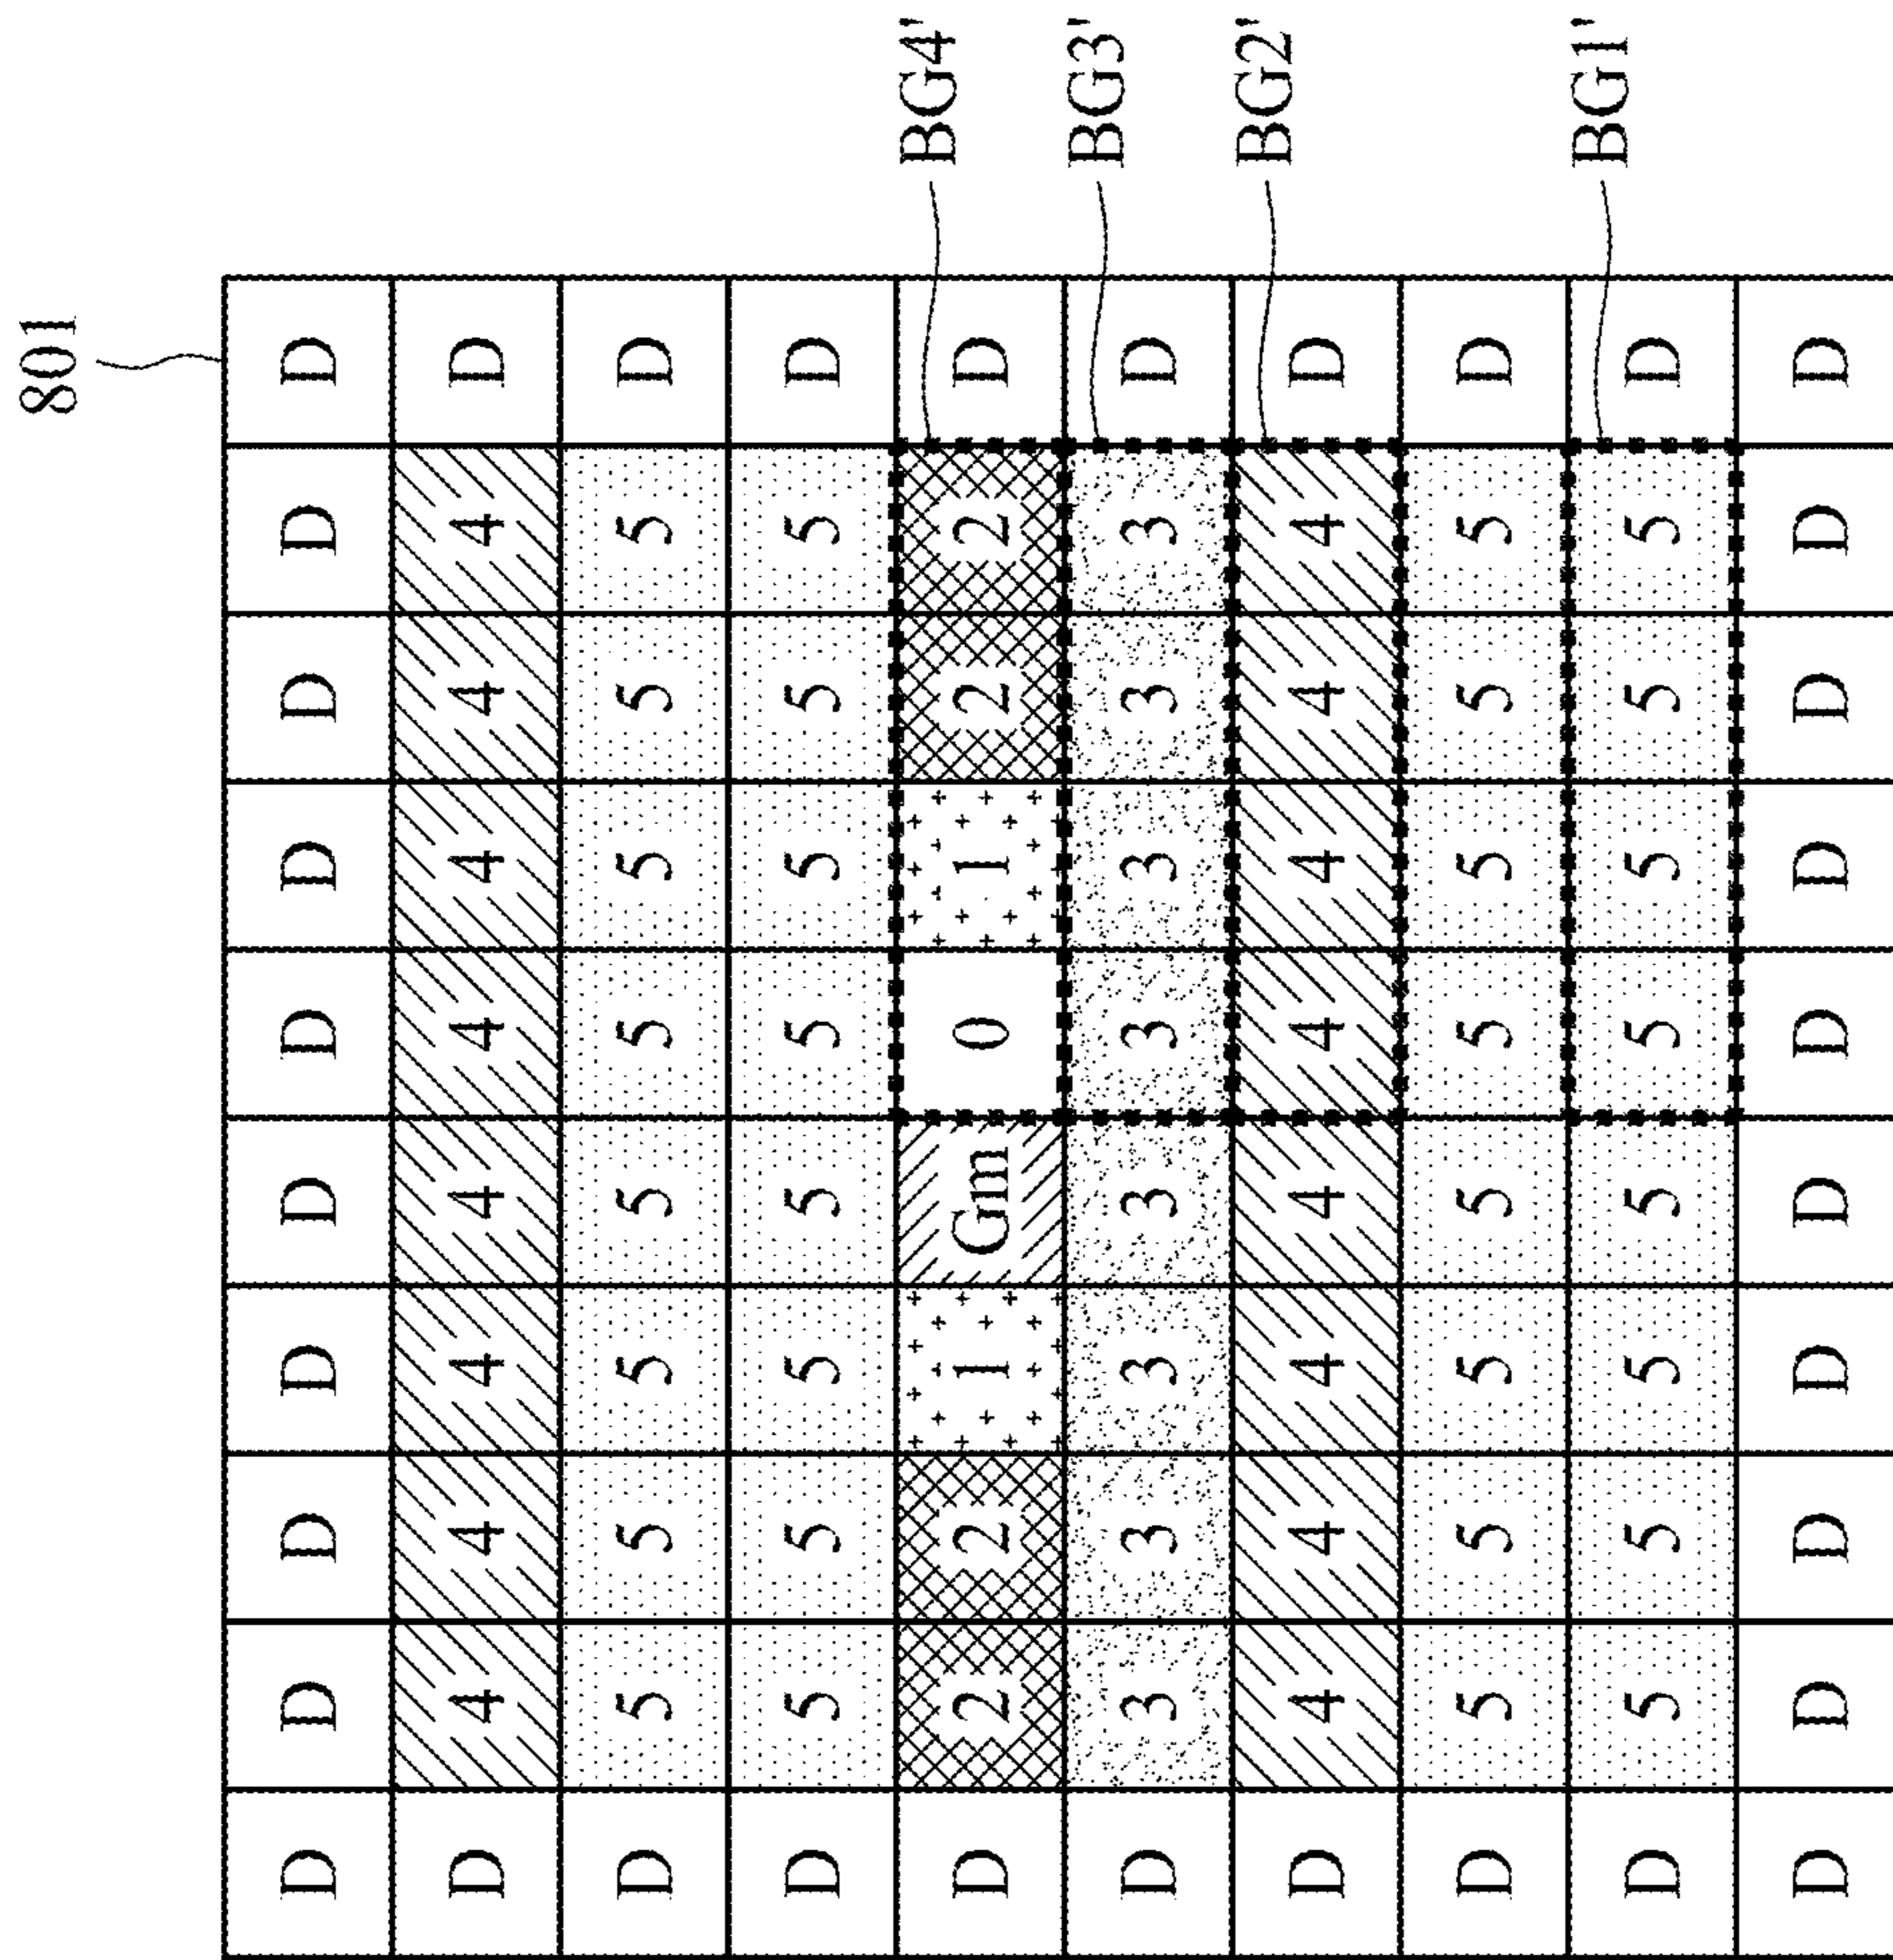 801
D D D D D D D D D D
D 4 4 4 4 4 4 4 4 D
D 5 5 5 5 5 5 5 5 D
D 5 5 5 5 5 5 5 5 D
D 2 2 1 Gm 0 1 2 2 D BG4'
D 3 3 3 3 3 3 3 3 D BG3'
D 4 4 4 4 4 4 4 4 D BG2'
D 5 5 5 5 5 5 5 5 D
D 5 5 5 5 5 5 5 5 D BG1'
D D D D D D D D D D